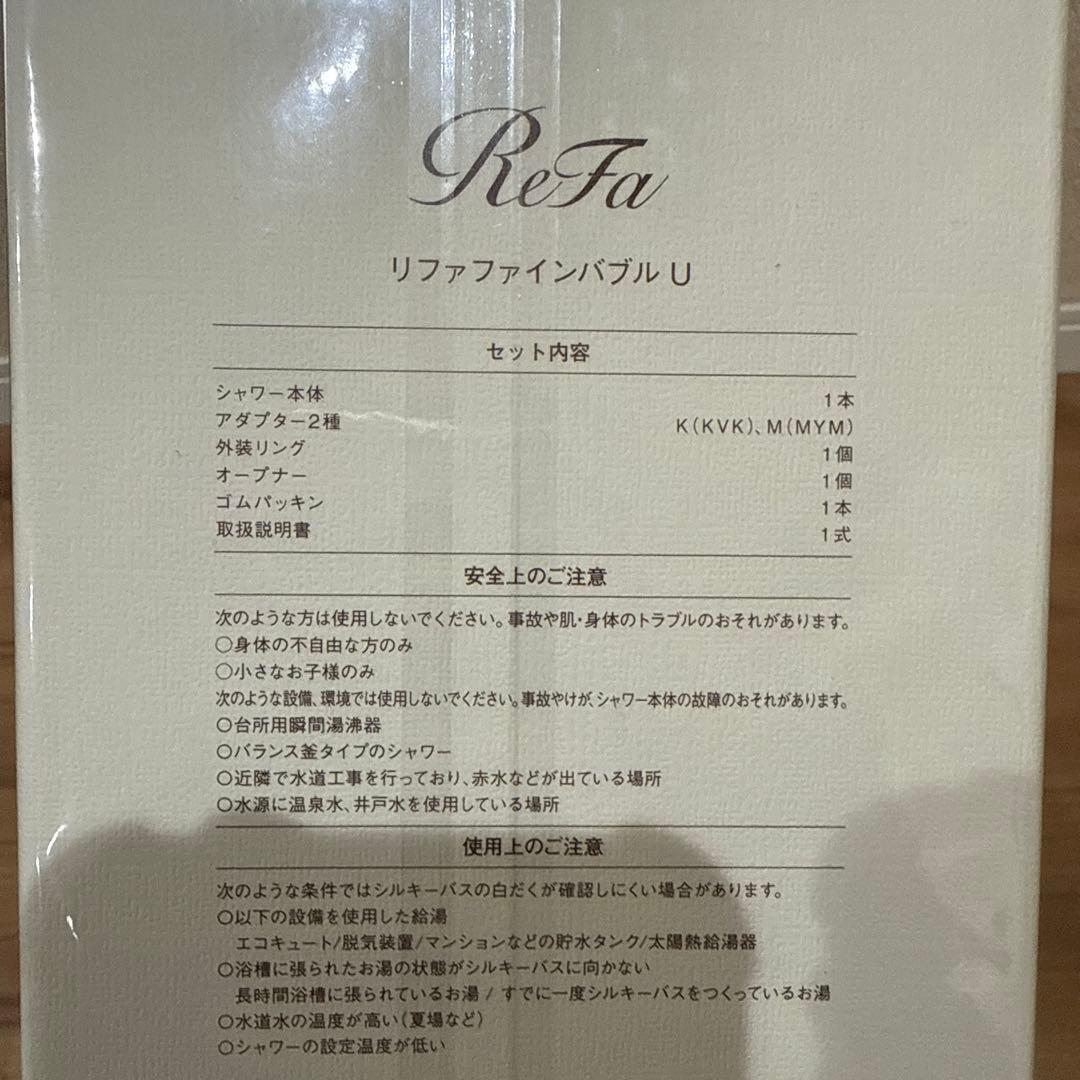 ReFa
リファファインバブル U
セット内容
シャワー本体 1本
アダプター2種 K(KVK)、M(MYM)
外装リング 1個
オープナー 1個
ゴムパッキン 1本
取扱説明書 1式
安全上のご注意
次のような方は使用しないでください。事故や肌・身体のトラブルのおそれがあります。
○身体の不自由な方のみ
○小さなお子様のみ
次のような設備、環境では使用しないでください。事故やけが、シャワー本体の故障のおそれがあります。
○台所用瞬間湯沸器
○バランス釜タイプのシャワー
○近隣で水道工事を行っており、赤水などが出ている場所
○水源に温泉水、井戸水を使用している場所
使用上のご注意
次のような条件ではシルキーバスの白だくが確認しにくい場合があります。
○以下の設備を使用した給湯
エコキュート/脱気装置/マンションなどの貯水タンク/太陽熱給湯器
○浴槽に張られたお湯の状態がシルキーバスに向かない
長時間浴槽に張られているお湯 / すでに一度シルキーバスをつくっているお湯
○水道水の温度が高い(夏場など)
○シャワーの設定温度が低い